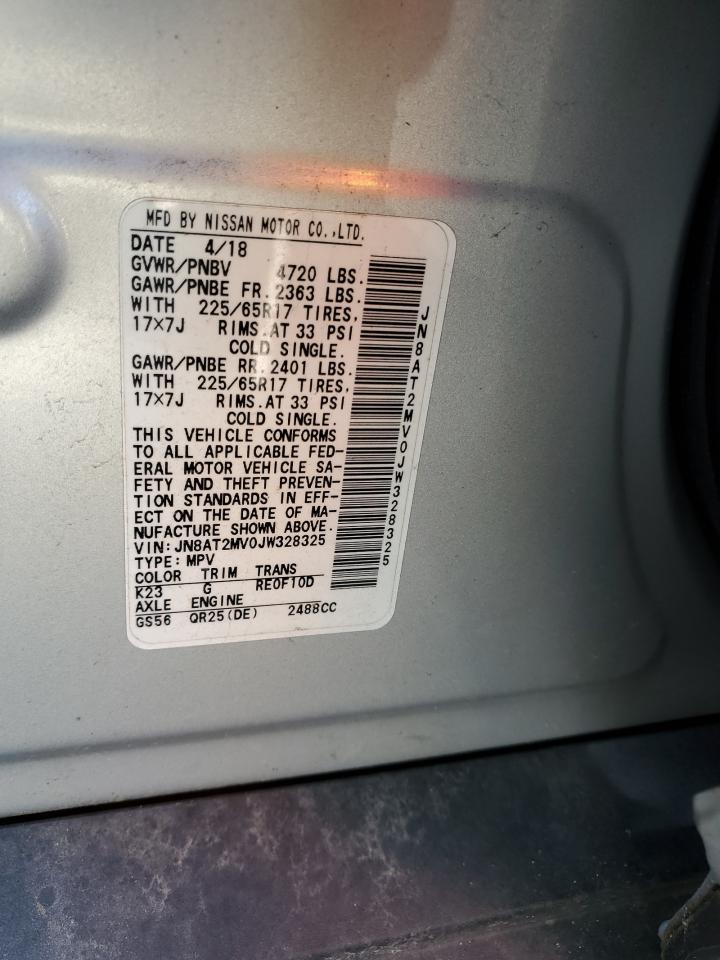 MFD BY NISSAN MOTOR CO.,LTD.
DATE 4/18
GVWR/PNBV 4720 LBS.
GAWR/PNBE FR.2363 LBS.
WITH 225/65R17 TIRES,
17×7J RIMS.AT 33 PSI
COLD SINGLE.
GAWR/PNBE RR.2401 LBS.
WITH 225/65R17 TIRES,
17×7J RIMS.AT 33 PSI
COLD SINGLE.
THIS VEHICLE CONFORMS
TO ALL APPLICABLE FED-
ERAL MOTOR VEHICLE SA-
FETY AND THEFT PREVEN-
TION STANDARDS IN EFF-
ECT ON THE DATE OF MA-
NUFACTURE SHOWN ABOVE.
VIN:JN8AT2MV0JW328325
TYPE:MPV
COLOR TRIM TRANS
K23 G RE0F10D
AXLE ENGINE
GS56 QR25(DE) 2488CC
JN8AT2MV0JW328325